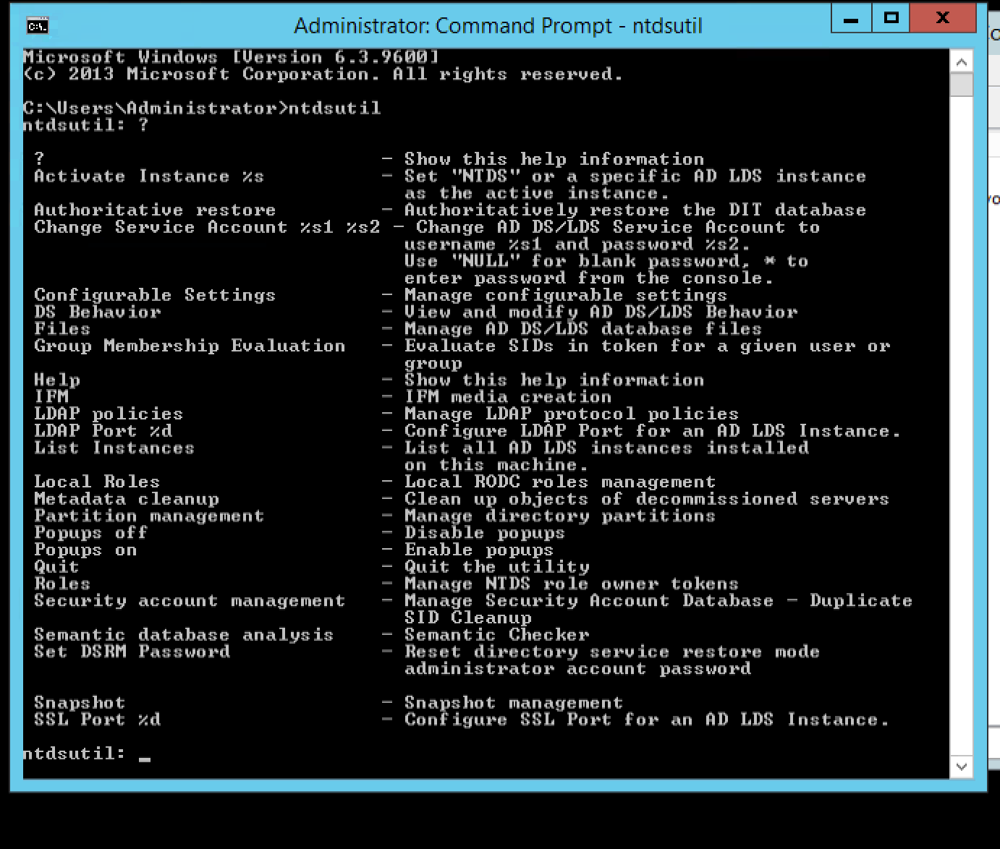 Administrator: Command Prompt - ntdsutil
Microsoft Windows [Version 6.3.9600]
(c) 2013 Microsoft Corporation. All rights reserved.
C:\Users\Administrator>ntdsutil
ntdsutil: ?
? - Show this help information
Activate Instance %s - Set "NTDS" or a specific AD LDS instance
as the active instance.
Authoritative restore - Authoritatively restore the DIT database
Change Service Account %s1 %s2 - Change AD DS/LDS Service Account to
username %s1 and password %s2.
Use "NULL" for blank password, * to
enter password from the console.
Configurable Settings - Manage configurable settings
DS Behavior - View and modify AD DS/LDS Behavior
Files - Manage AD DS/LDS database files
Group Membership Evaluation - Evaluate SIDs in token for a given user or
group
Help - Show this help information
IFM - IFM media creation
LDAP policies - Manage LDAP protocol policies
LDAP Port %d - Configure LDAP Port for an AD LDS Instance.
List Instances - List all AD LDS instances installed
on this machine.
Local Roles - Local RODC roles management
Metadata cleanup - Clean up objects of decommissioned servers
Partition management - Manage directory partitions
Popups off - Disable popups
Popups on - Enable popups
Quit - Quit the utility
Roles - Manage NTDS role owner tokens
Security account management - Manage Security Account Database - Duplicate
SID Cleanup
Semantic database analysis - Semantic Checker
Set DSRM Password - Reset directory service restore mode
administrator account password
Snapshot - Snapshot management
SSL Port %d - Configure SSL Port for an AD LDS Instance.
ntdsutil: _